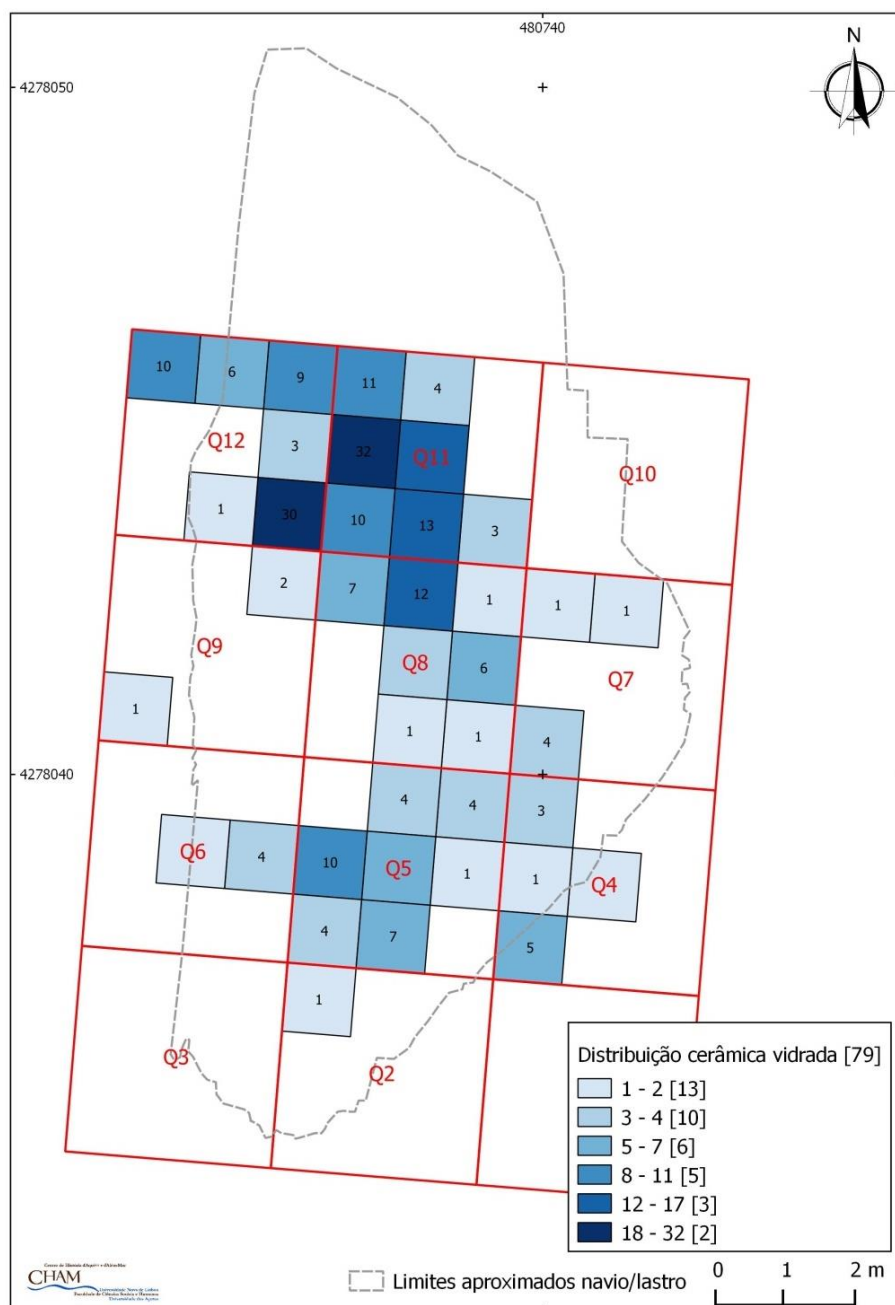 480740
N
4278050
10 6 9 11 4
Q12 3 32 Q11 Q10
1 30 10 13 3
2 7 12 1 1 1
Q9 Q8 6 Q7
1 1 1 4
4278040
4 4 3
Q6 4 10 Q5 1 1 Q4
4 7 5
1
Q3 Q2
Distribuição cerâmica vidrada [79]
1 - 2 [13]
3 - 4 [10]
5 - 7 [6]
8 - 11 [5]
12 - 17 [3]
18 - 32 [2]
CHAM
Limites aproximados navio/lastro
0 1 2 m